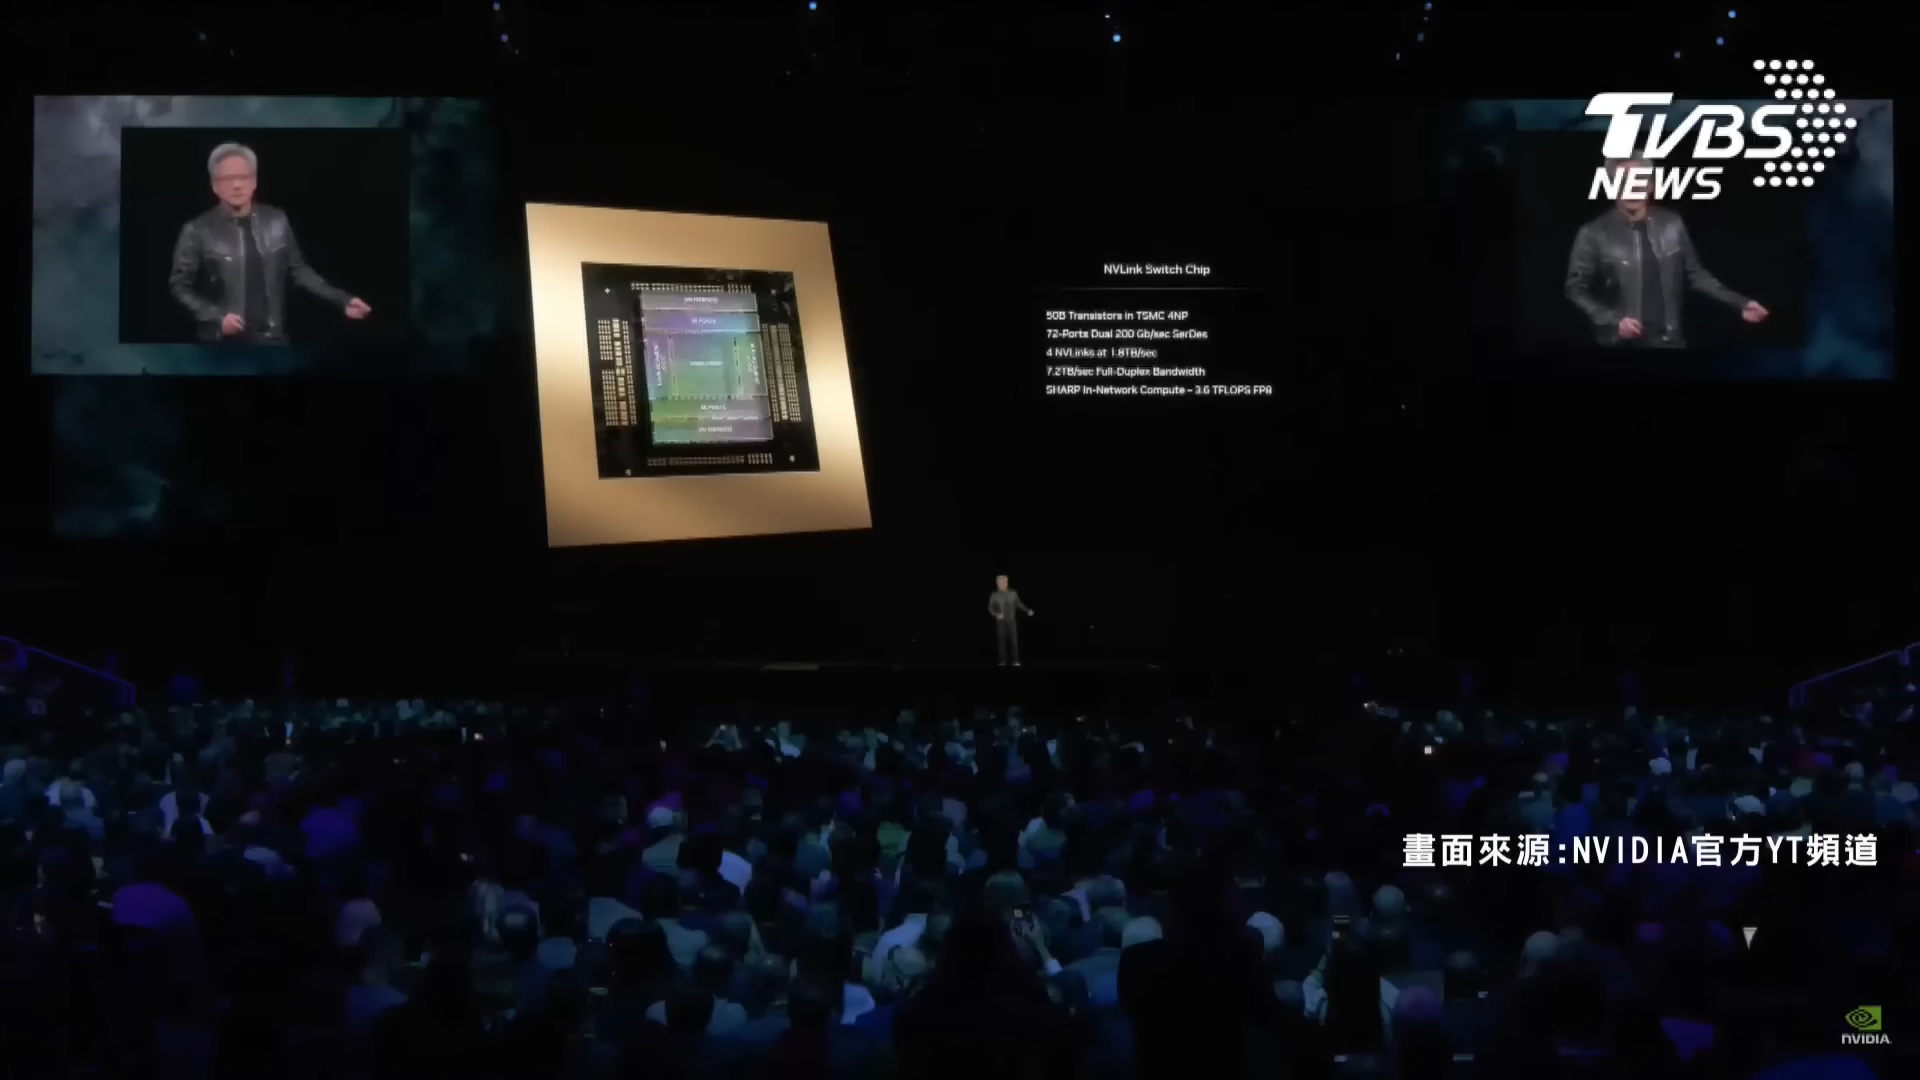 TVBS
NEWS
NVLink Switch Chip
50B Transistors in TSMC 4NP
72-Ports Dual 200 Gb/sec SerDes
4 NVLinks at 1.8TB/sec
7.2TB/sec Full-Duplex Bandwidth
SHARP In-Network Compute – 3.6 TFLOPS FP8
畫面來源:NVIDIA官方YT頻道
NVIDIA